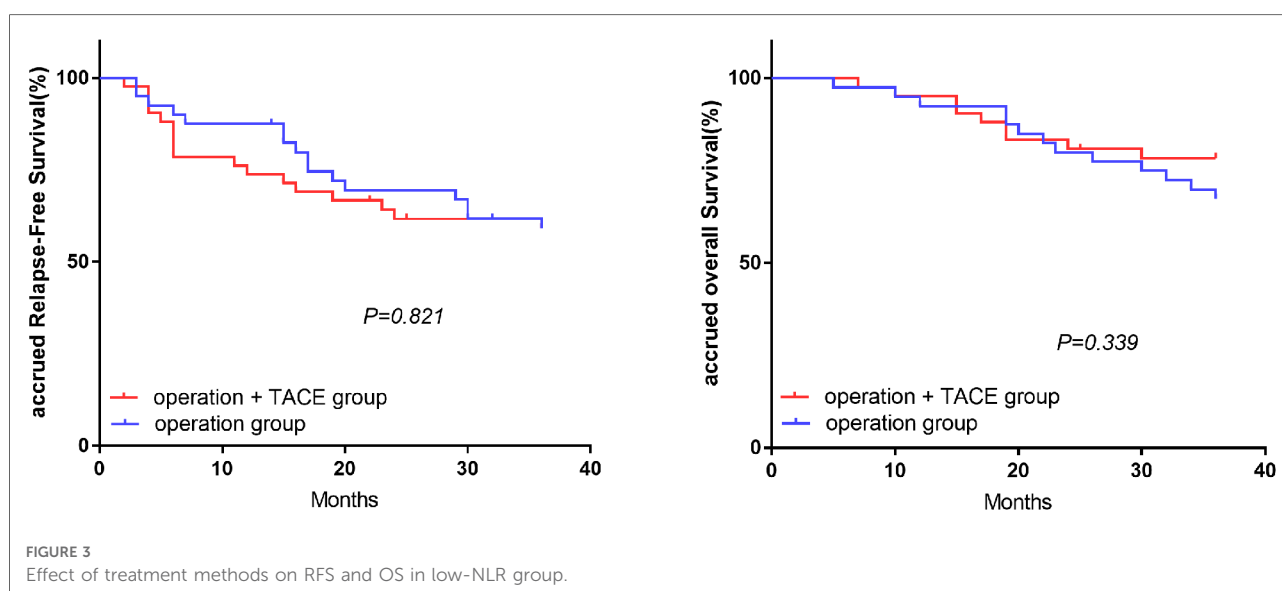 accrued Relapse-Free Survival(%)
100
50
0
P=0.821
operation + TACE group
operation group
0 10 20 30 40
Months
accrued overall Survival(%)
100
50
0
P=0.339
operation + TACE group
operation group
0 10 20 30 40
Months
FIGURE 3
Effect of treatment methods on RFS and OS in low-NLR group.